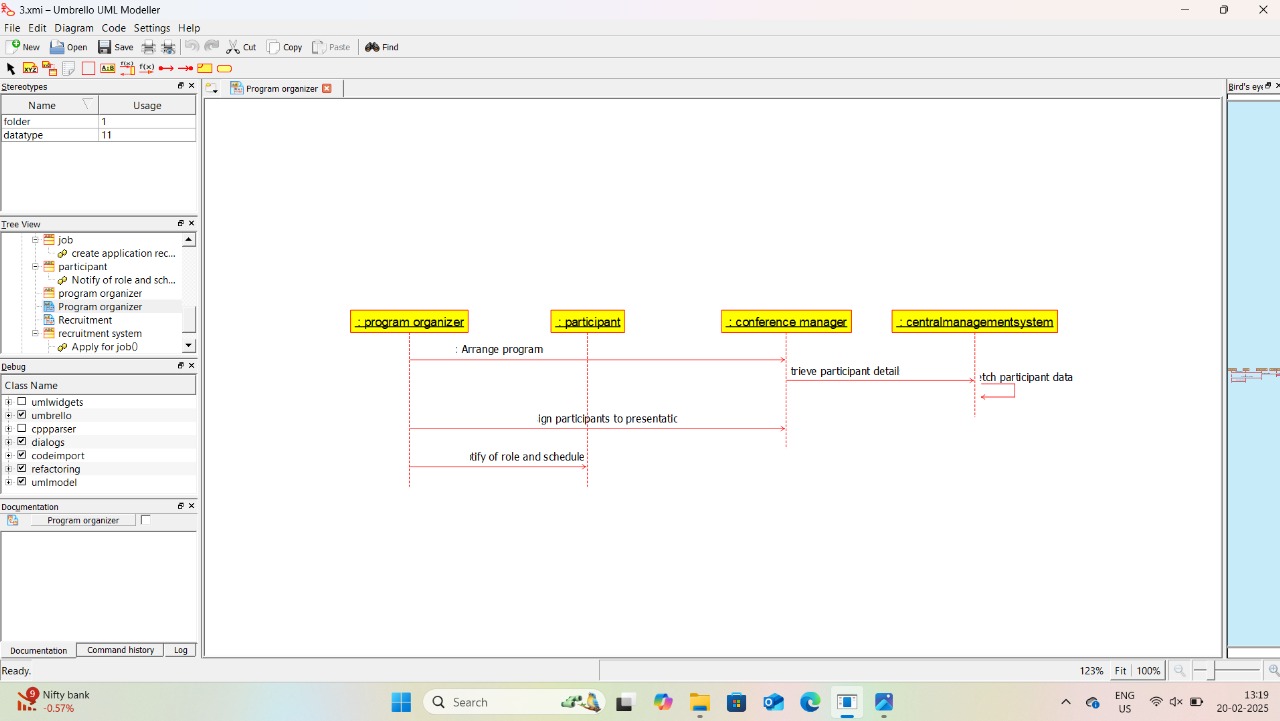 3.xmi – Umbrello UML Modeller
File Edit Diagram Code Settings Help
New Open Save Cut Copy Paste Find
Stereotypes
Name Usage
folder 1
datatype 11
Tree View
job
create application rec...
participant
Notify of role and sch...
program organizer
Program organizer
Recruitment
recruitment system
Apply for job()
Debug
Class Name
umlwidgets
umbrello
cppparser
dialogs
codeimport
refactoring
umlmodel
Documentation
Program organizer
Documentation Command history Log
Ready.
Program organizer
: program organizer : participant : conference manager : centralmanagementsystem
: Arrange program
trieve participant detail
tch participant data
ign participants to presentatic
tify of role and schedule
Bird's eye
123% Fit 100%
9
Nifty bank
-0.57%
Search
ENG
US
13:19
20-02-2025